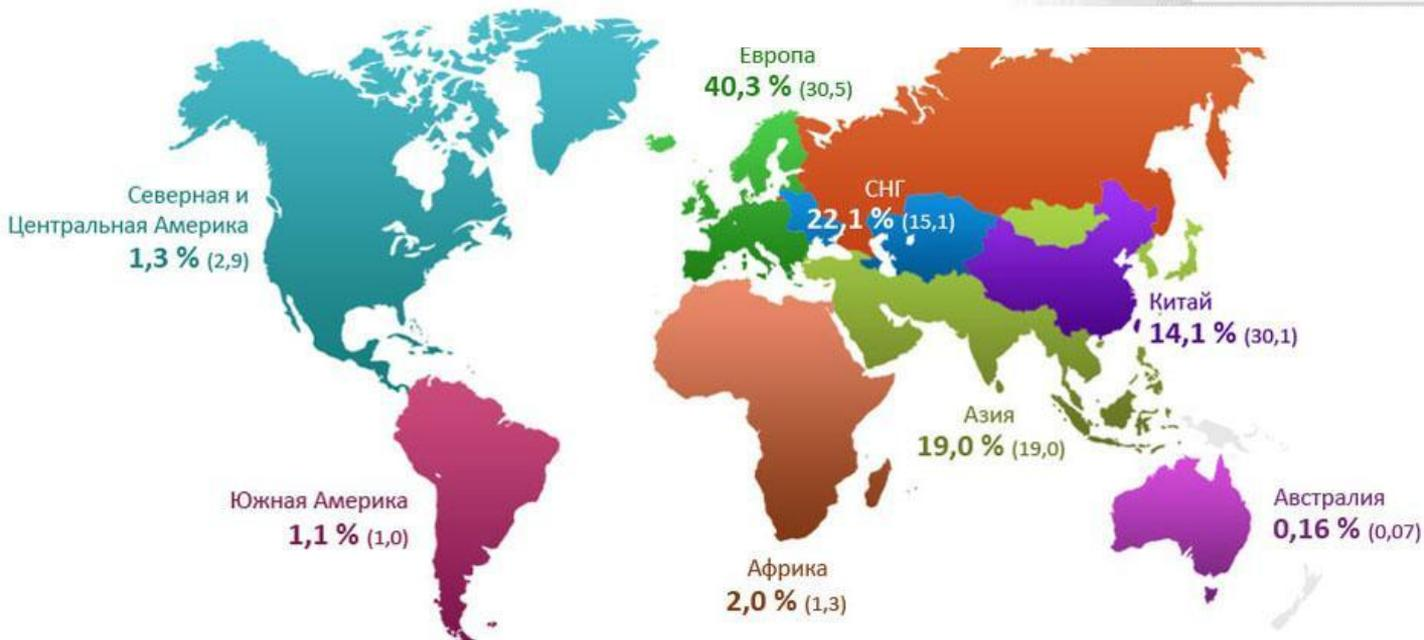 Европа
40,3 % (30,5)
Северная и
Центральная Америка
1,3 % (2,9)
СНГ
22,1 % (15,1)
Китай
14,1 % (30,1)
Азия
19,0 % (19,0)
Южная Америка
1,1 % (1,0)
Австралия
0,16 % (0,07)
Африка
2,0 % (1,3)